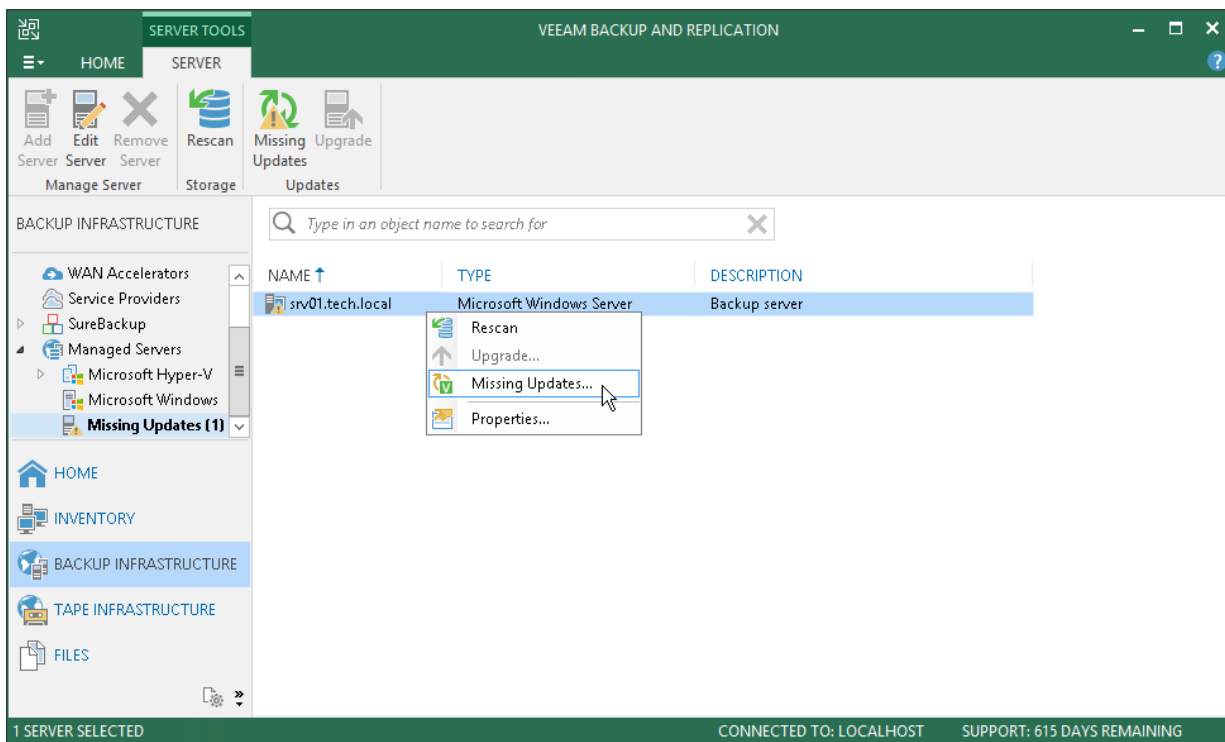 SERVER TOOLS
VEEAM BACKUP AND REPLICATION
HOME
SERVER
Add Server
Edit Server
Remove Server
Rescan
Missing Updates
Upgrade
Manage Server
Storage
Updates
BACKUP INFRASTRUCTURE
Type in an object name to search for
WAN Accelerators
Service Providers
SureBackup
Managed Servers
Microsoft Hyper-V
Microsoft Windows
Missing Updates (1)
NAME
TYPE
DESCRIPTION
srv01.tech.local
Microsoft Windows Server
Backup server
Rescan
Upgrade...
Missing Updates...
Properties...
HOME
INVENTORY
BACKUP INFRASTRUCTURE
TAPE INFRASTRUCTURE
FILES
1 SERVER SELECTED
CONNECTED TO: LOCALHOST
SUPPORT: 615 DAYS REMAINING